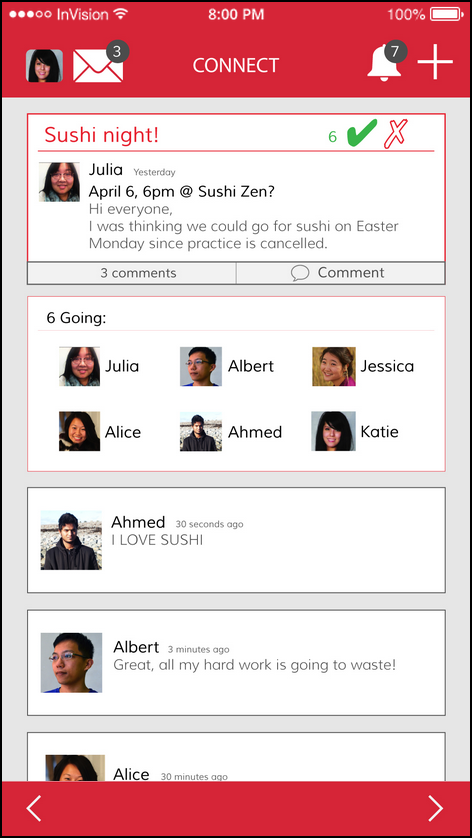 InVision 8:00 PM 100%
3 CONNECT 7
Sushi night! 6
Julia Yesterday
April 6, 6pm @ Sushi Zen?
Hi everyone,
I was thinking we could go for sushi on Easter
Monday since practice is cancelled.
3 comments Comment
6 Going:
Julia Albert Jessica
Alice Ahmed Katie
Ahmed 30 seconds ago
I LOVE SUSHI
Albert 3 minutes ago
Great, all my hard work is going to waste!
Alice 30 minutes ago